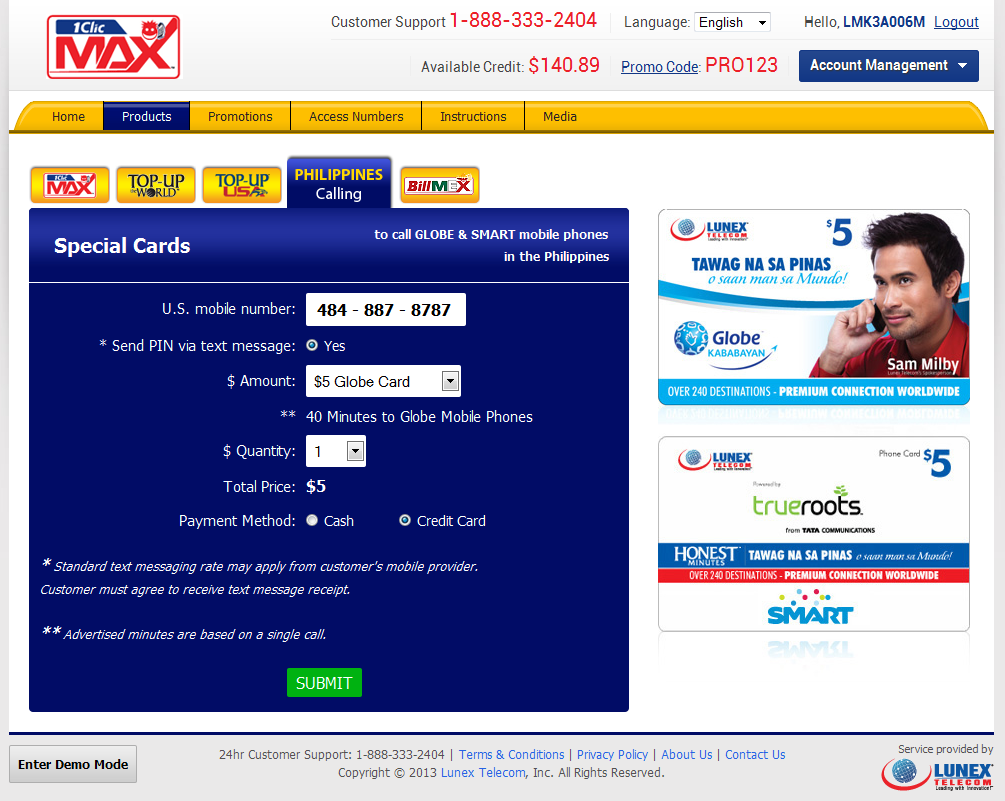 1Clic
MAX
Customer Support 1-888-333-2404
Language: English
Hello, LMK3A006M Logout
Available Credit: $140.89
Promo Code: PRO123
Account Management
Home
Products
Promotions
Access Numbers
Instructions
Media
1Clic MAX
TOP-UP the WORLD
TOP-UP USA
PHILIPPINES
Calling
BillMAX
Special Cards
to call GLOBE & SMART mobile phones
in the Philippines
U.S. mobile number: 484 - 887 - 8787
* Send PIN via text message: Yes
$ Amount: $5 Globe Card
** 40 Minutes to Globe Mobile Phones
$ Quantity: 1
Total Price: $5
Payment Method: Cash Credit Card
* Standard text messaging rate may apply from customer's mobile provider.
Customer must agree to receive text message receipt.
** Advertised minutes are based on a single call.
SUBMIT
LUNEX
TELECOM
Leading with Innovation!
$5
TAWAG NA SA PINAS
o saan man sa Mundo!
Globe
KABABAYAN
Sam Milby
Lunex Telecom's Spokesperson
OVER 240 DESTINATIONS - PREMIUM CONNECTION WORLDWIDE
LUNEX
TELECOM
Leading with Innovation!
Phone Card $5
Powered by
trueroots.
from TATA COMMUNICATIONS
HONEST MINUTES TAWAG NA SA PINAS o saan man sa Mundo!
OVER 240 DESTINATIONS - PREMIUM CONNECTION WORLDWIDE
SMART
Enter Demo Mode
24hr Customer Support: 1-888-333-2404 | Terms & Conditions | Privacy Policy | About Us | Contact Us
Copyright © 2013 Lunex Telecom, Inc. All Rights Reserved.
Service provided by
LUNEX
TELECOM
Leading with Innovation!